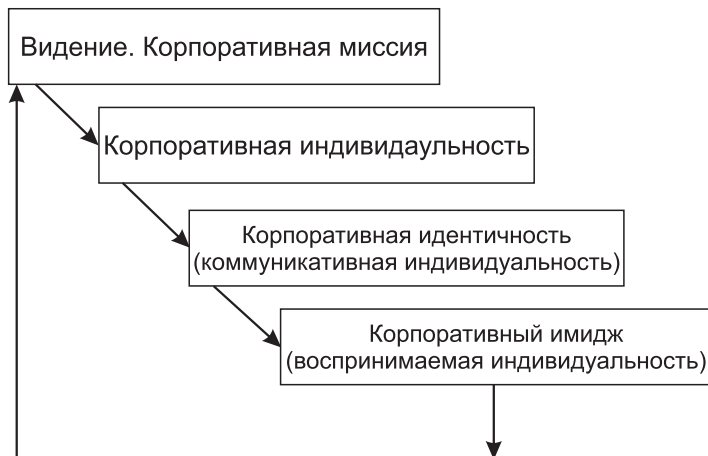 Видение. Корпоративная миссия
Корпоративная индивидаульность
Корпоративная идентичность
(коммуникативная индивидуальность)
Корпоративный имидж
(воспринимаемая индивидуальность)